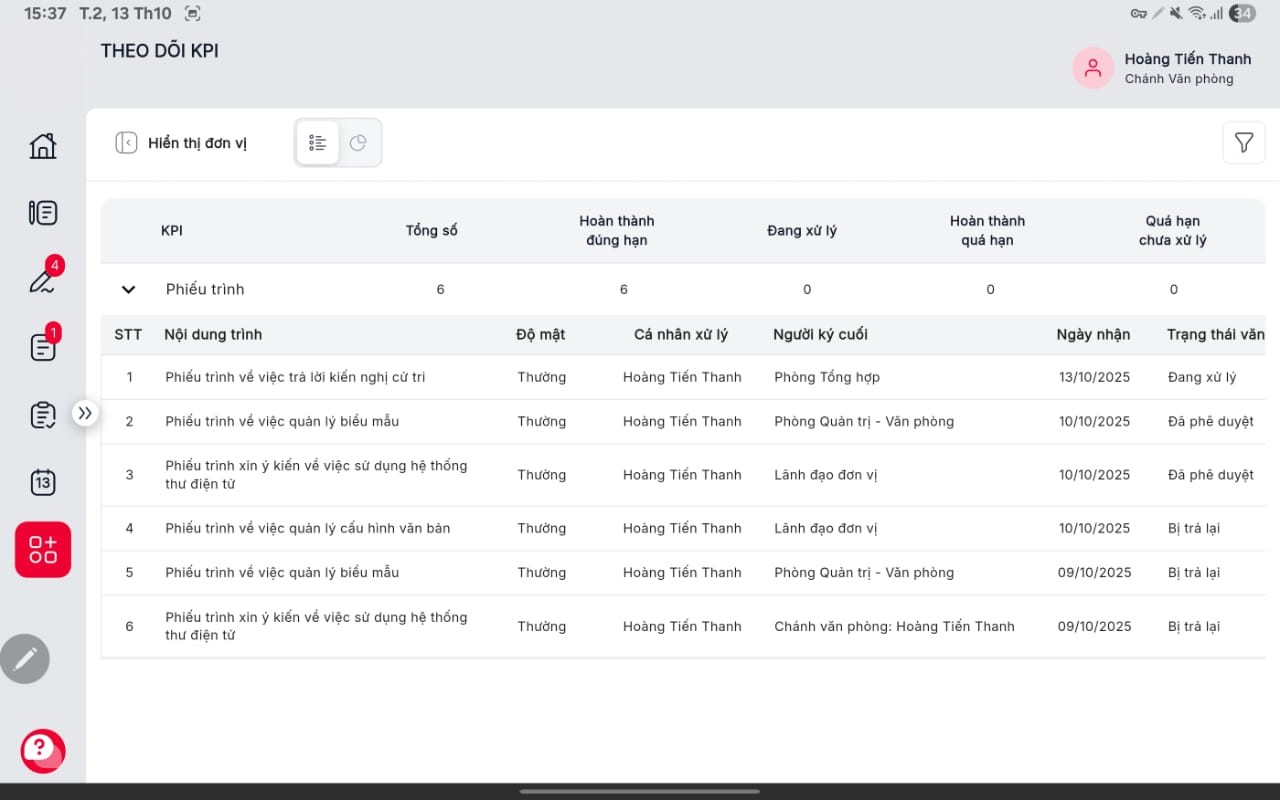 15:37 T.2, 13 Th10
34
THEO DÕI KPI
Hoàng Tiến Thanh
Chánh Văn phòng
Hiển thị đơn vị
KPI Tổng số Hoàn thành đúng hạn Đang xử lý Hoàn thành quá hạn Quá hạn chưa xử lý
Phiếu trình 6 6 0 0 0
STT Nội dung trình Độ mật Cá nhân xử lý Người ký cuối Ngày nhận Trạng thái văn
1 Phiếu trình về việc trả lời kiến nghị cử tri Thường Hoàng Tiến Thanh Phòng Tổng hợp 13/10/2025 Đang xử lý
2 Phiếu trình về việc quản lý biểu mẫu Thường Hoàng Tiến Thanh Phòng Quản trị - Văn phòng 10/10/2025 Đã phê duyệt
3 Phiếu trình xin ý kiến về việc sử dụng hệ thống thư điện tử Thường Hoàng Tiến Thanh Lãnh đạo đơn vị 10/10/2025 Đã phê duyệt
4 Phiếu trình về việc quản lý cấu hình văn bản Thường Hoàng Tiến Thanh Lãnh đạo đơn vị 10/10/2025 Bị trả lại
5 Phiếu trình về việc quản lý biểu mẫu Thường Hoàng Tiến Thanh Phòng Quản trị - Văn phòng 09/10/2025 Bị trả lại
6 Phiếu trình xin ý kiến về việc sử dụng hệ thống thư điện tử Thường Hoàng Tiến Thanh Chánh văn phòng: Hoàng Tiến Thanh 09/10/2025 Bị trả lại
4
1
13
?